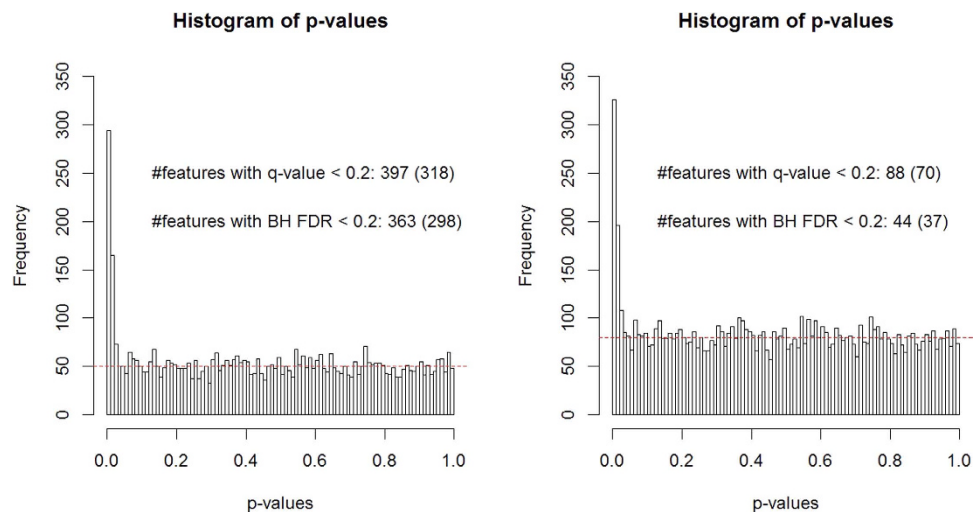 Histogram of p-values
350
300
250
200
150
100
50
0
Frequency
#features with q-value < 0.2: 397 (318)
#features with BH FDR < 0.2: 363 (298)
0.0 0.2 0.4 0.6 0.8 1.0
p-values
Histogram of p-values
350
300
250
200
150
100
50
0
Frequency
#features with q-value < 0.2: 88 (70)
#features with BH FDR < 0.2: 44 (37)
0.0 0.2 0.4 0.6 0.8 1.0
p-values